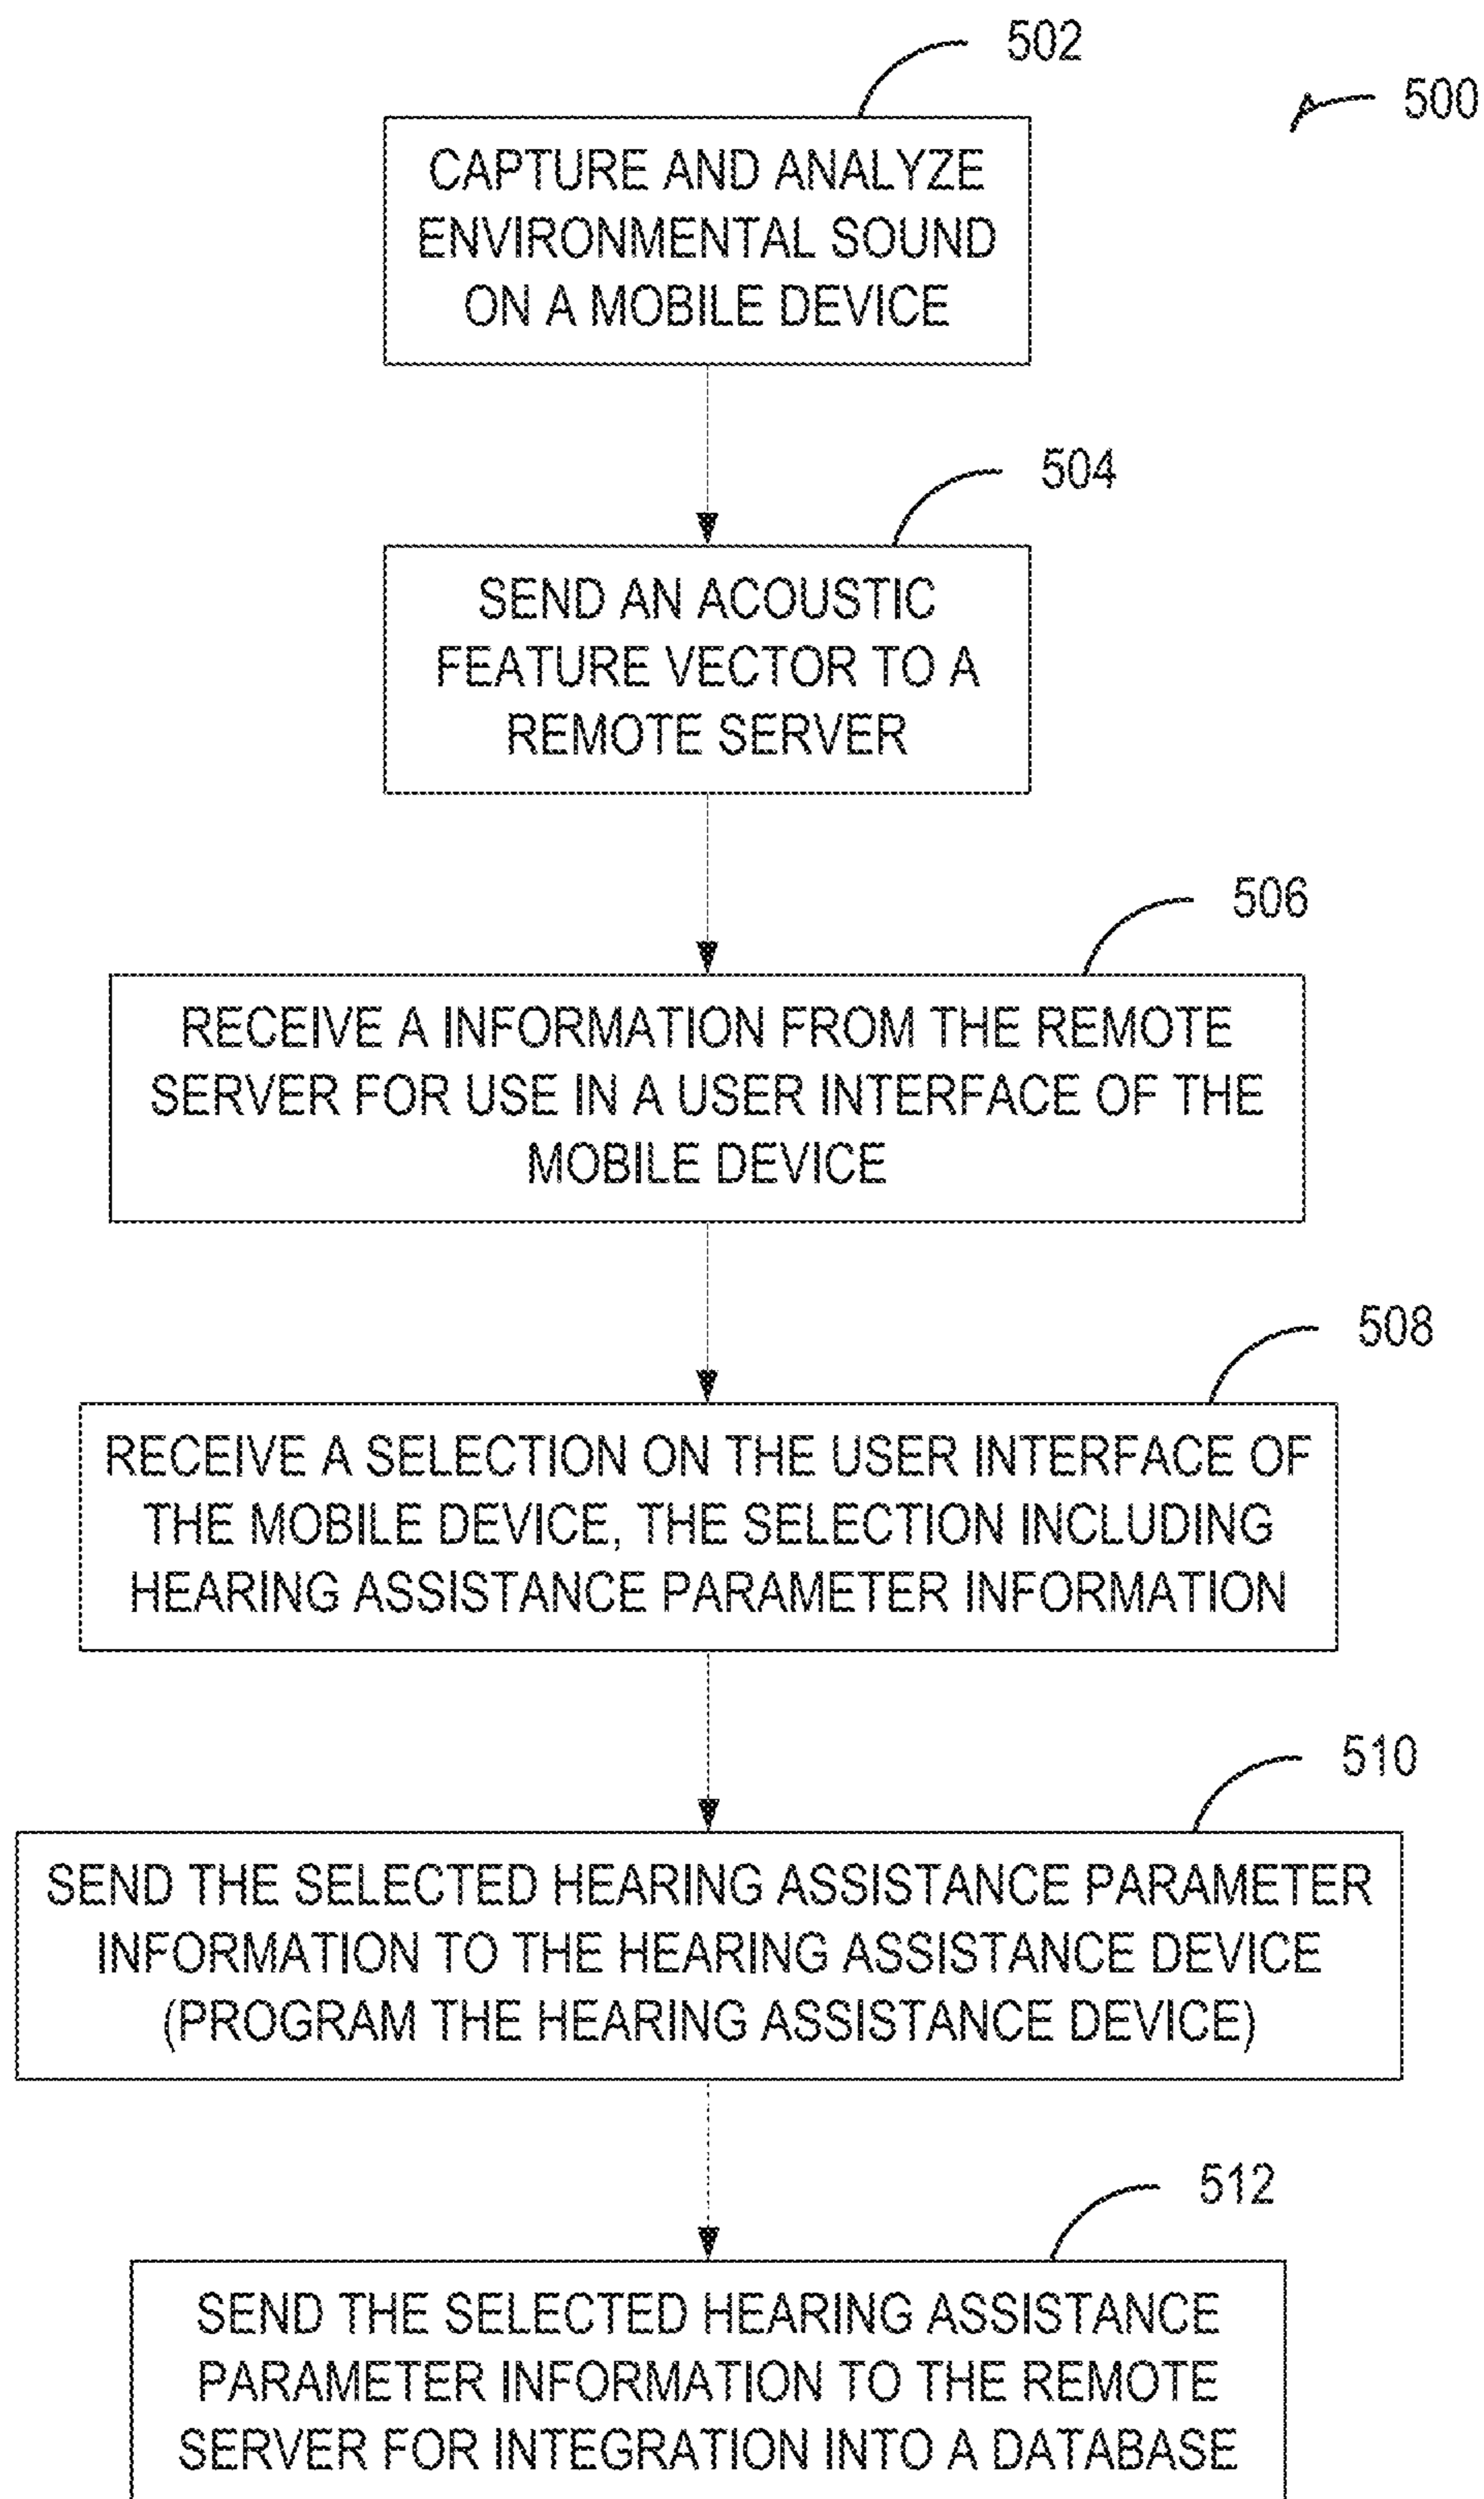 502
500
CAPTURE AND ANALYZE
ENVIRONMENTAL SOUND
ON A MOBILE DEVICE
504
SEND AN ACOUSTIC
FEATURE VECTOR TO A
REMOTE SERVER
506
RECEIVE A INFORMATION FROM THE REMOTE
SERVER FOR USE IN A USER INTERFACE OF THE
MOBILE DEVICE
508
RECEIVE A SELECTION ON THE USER INTERFACE OF
THE MOBILE DEVICE, THE SELECTION INCLUDING
HEARING ASSISTANCE PARAMETER INFORMATION
510
SEND THE SELECTED HEARING ASSISTANCE PARAMETER
INFORMATION TO THE HEARING ASSISTANCE DEVICE
(PROGRAM THE HEARING ASSISTANCE DEVICE)
512
SEND THE SELECTED HEARING ASSISTANCE
PARAMETER INFORMATION TO THE REMOTE
SERVER FOR INTEGRATION INTO A DATABASE